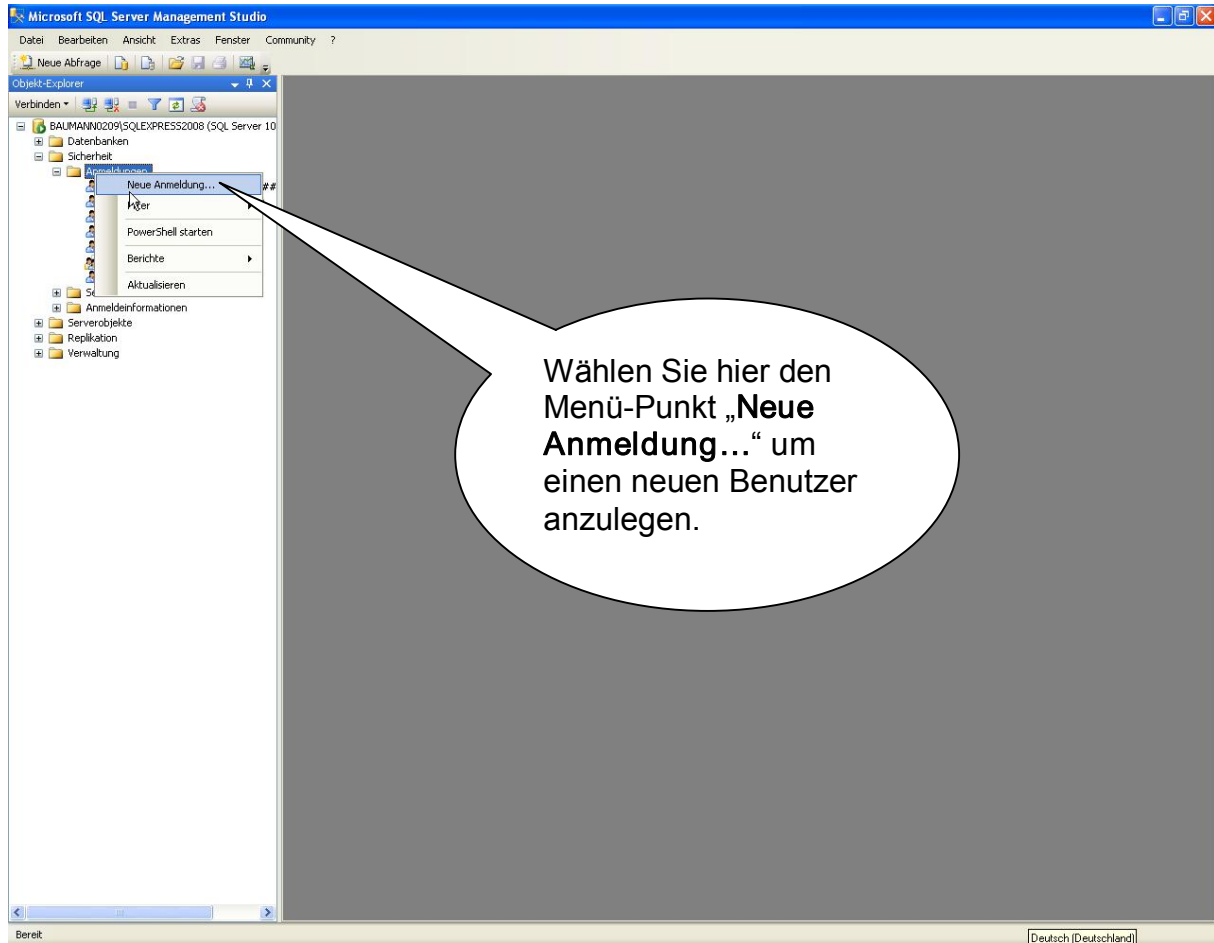 Microsoft SQL Server Management Studio
Datei Bearbeiten Ansicht Extras Fenster Community ?
Neue Abfrage
Objekt-Explorer
Verbinden
BAUMANN0209\SQLEXPRESS2008 (SQL Server 10
Datenbanken
Sicherheit
Anmeldungen
Neue Anmeldung...
##
PowerShell starten
Berichte
Aktualisieren
Se
Anmeldeinformationen
Serverobjekte
Replikation
Verwaltung
Wählen Sie hier den
Menü-Punkt „Neue
Anmeldung…“ um
einen neuen Benutzer
anzulegen.
Bereit
Deutsch (Deutschland)